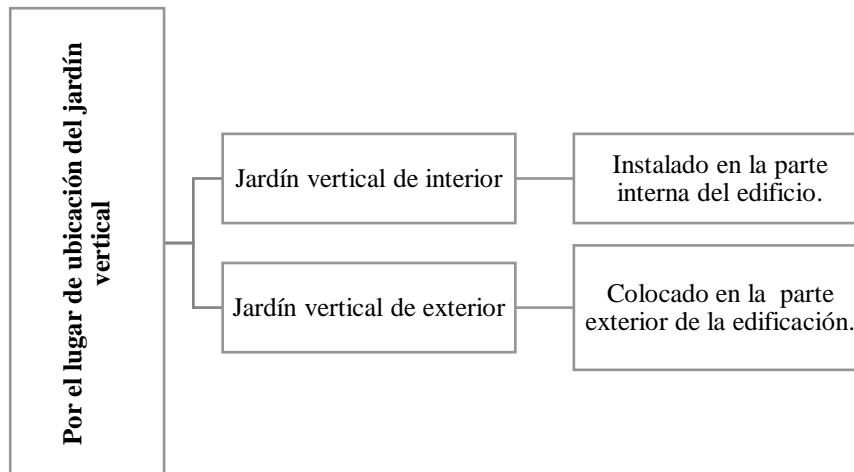 Por el lugar de ubicación del jardín
vertical
Jardín vertical de interior
Instalado en la parte
interna del edificio.
Jardín vertical de exterior
Colocado en la parte
exterior de la edificación.